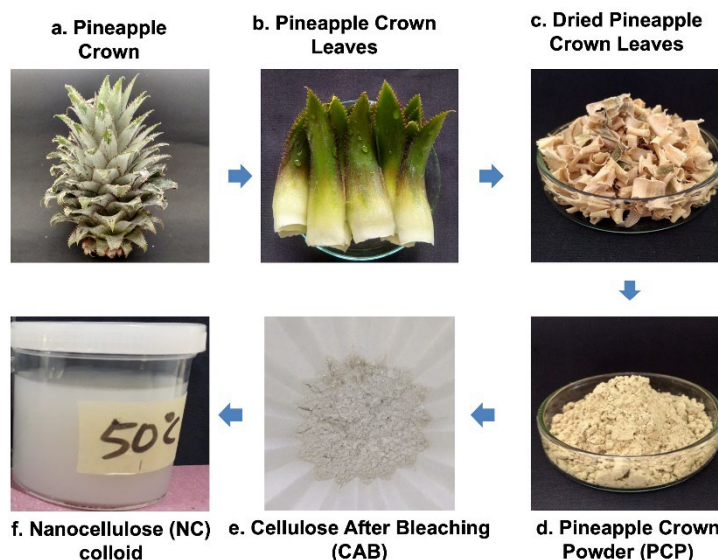 a. Pineapple
Crown
b. Pineapple Crown
Leaves
c. Dried Pineapple
Crown Leaves
50°C
f. Nanocellulose (NC)
colloid
e. Cellulose After Bleaching
(CAB)
d. Pineapple Crown
Powder (PCP)